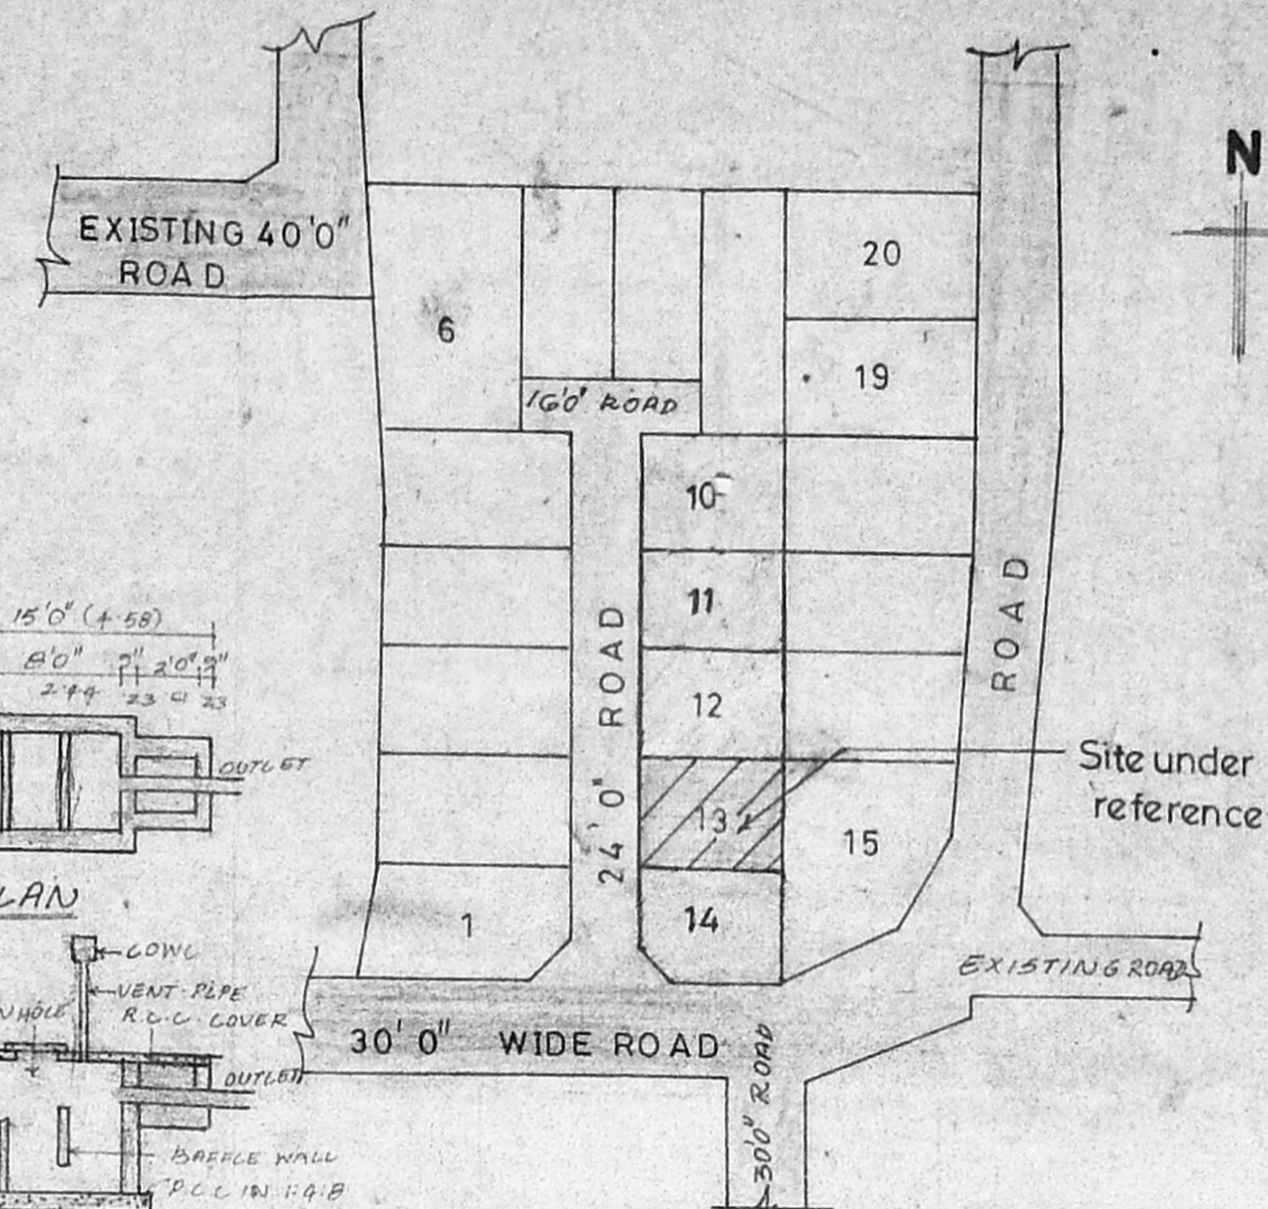 N
EXISTING 40'0"
ROAD
20
6
19
16'0" ROAD
10
11
12
24'0" ROAD
ROAD
Site under
reference
13
15
1
14
EXISTING ROAD
30'0" WIDE ROAD
30'0" ROAD
15'0" (4.58)
8'0" 9" 2'0" 9"
2.44 .23 .61 .23
OUTLET
LAN
COWL
VENT PIPE
NHOLE
R.C.C. COVER
OUTLET
BAFFLE WALL
P.C.C IN 1:4:8